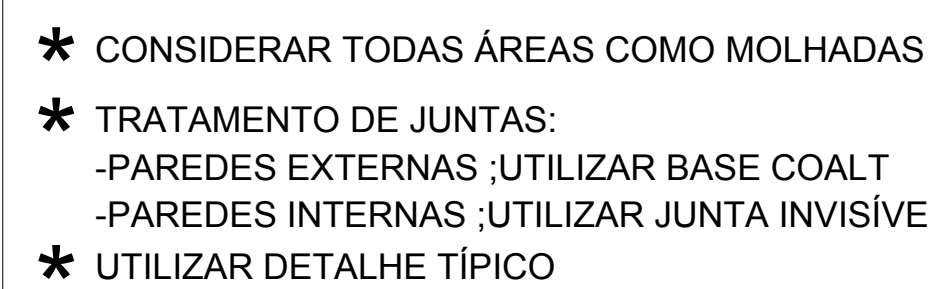 * CONSIDERAR TODAS ÁREAS COMO MOLHADAS
* TRATAMENTO DE JUNTAS:
-PAREDES EXTERNAS ;UTILIZAR BASE COALT
-PAREDES INTERNAS ;UTILIZAR JUNTA INVISÍVE
* UTILIZAR DETALHE TÍPICO